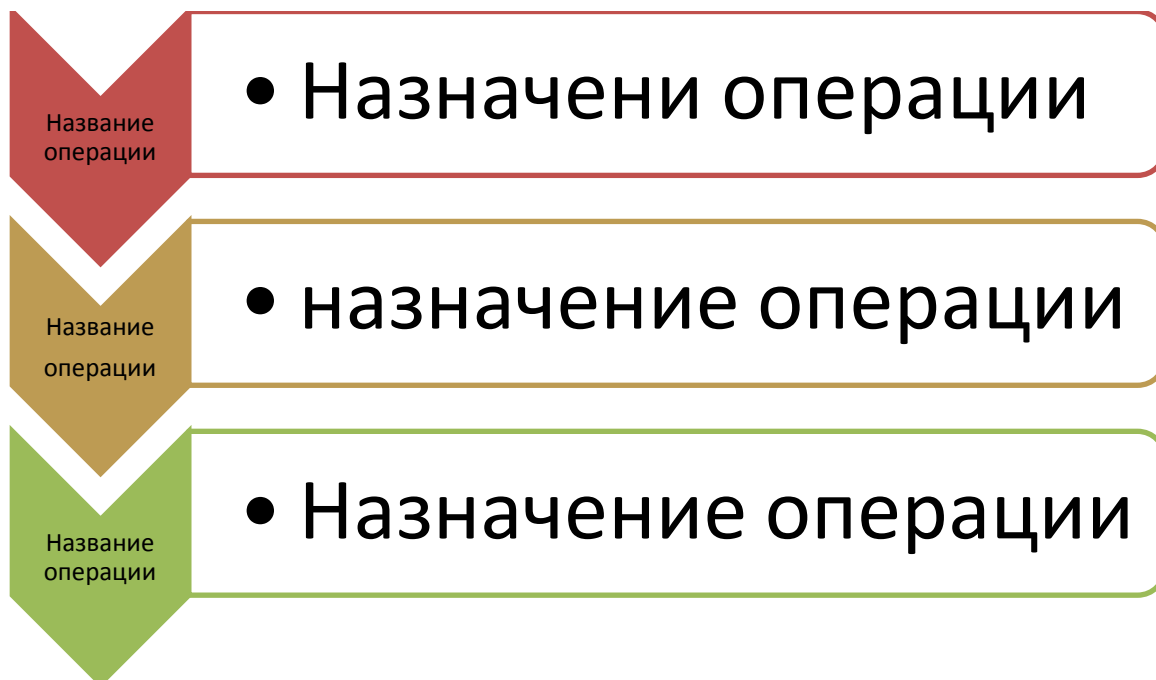 Название
операции
• Назначени операции
Название
операции
• назначение операции
Название
операции
• Назначение операции